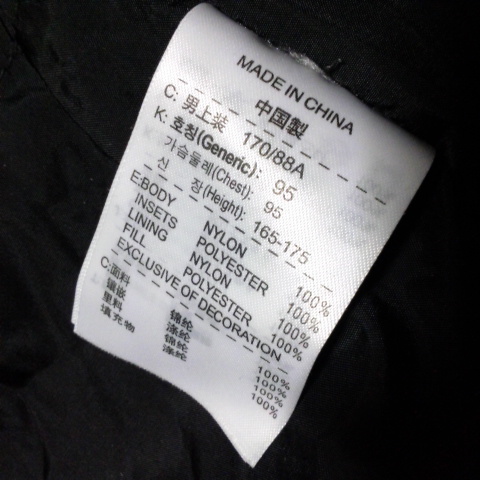 MADE IN CHINA
中国製
C: 男上装 170/88A
K: 호칭(Generic): 95
가슴둘레(Chest): 95
신 장(Height): 165-175
E:BODY NYLON 100%
INSETS POLYESTER 100%
LINING NYLON 100%
FILL POLYESTER 100%
EXCLUSIVE OF DECORATION
C:面料 锦纶 100%
镶嵌 涤纶 100%
里料 锦纶 100%
填充物 涤纶 100%